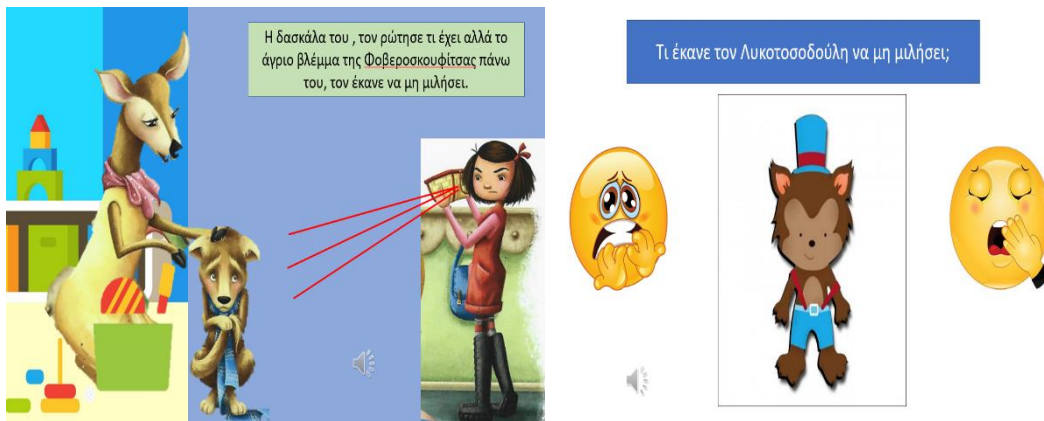 Η δασκάλα του , τον ρώτησε τι έχει αλλά το
άγριο βλέμμα της Φοβεροσκουφίτσας πάνω
του, τον έκανε να μη μιλήσει.
Τι έκανε τον Λυκοτοσοδούλη να μη μιλήσει;